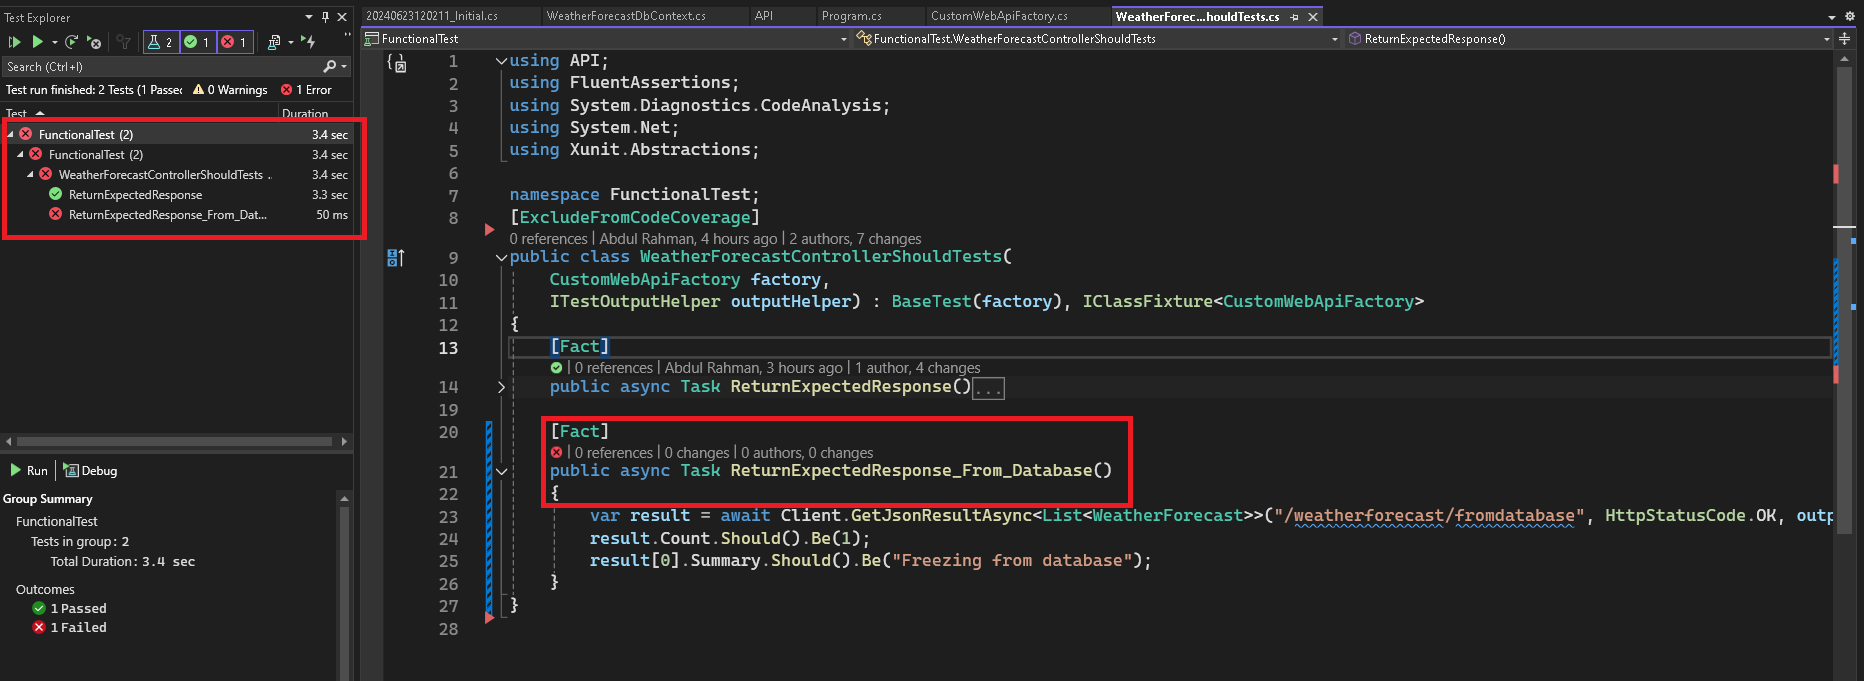 Test Explorer
2
1
1
Search (Ctrl+I)
Test run finished: 2 Tests (1 Passed
0 Warnings
1 Error
Test
Duration
FunctionalTest (2)
3.4 sec
FunctionalTest (2)
3.4 sec
WeatherForecastControllerShouldTests ..
3.4 sec
ReturnExpectedResponse
3.3 sec
ReturnExpectedResponse_From_Dat...
50 ms
Run
Debug
Group Summary
FunctionalTest
Tests in group: 2
Total Duration: 3.4 sec
Outcomes
1 Passed
1 Failed
20240623120211_Initial.cs
WeatherForecastDbContext.cs
API
Program.cs
CustomWebApiFactory.cs
WeatherForec...houldTests.cs
FunctionalTest
FunctionalTest.WeatherForecastControllerShouldTests
ReturnExpectedResponse()
1 using API;
2 using FluentAssertions;
3 using System.Diagnostics.CodeAnalysis;
4 using System.Net;
5 using Xunit.Abstractions;
6
7 namespace FunctionalTest;
8 [ExcludeFromCodeCoverage]
0 references | Abdul Rahman, 4 hours ago | 2 authors, 7 changes
9 public class WeatherForecastControllerShouldTests(
10 CustomWebApiFactory factory,
11 ITestOutputHelper outputHelper) : BaseTest(factory), IClassFixture<CustomWebApiFactory>
12 {
13 [Fact]
| 0 references | Abdul Rahman, 3 hours ago | 1 author, 4 changes
14 public async Task ReturnExpectedResponse()...
19
20 [Fact]
| 0 references | 0 changes | 0 authors, 0 changes
21 public async Task ReturnExpectedResponse_From_Database()
22 {
23 var result = await Client.GetJsonResultAsync<List<WeatherForecast>>("/weatherforecast/fromdatabase", HttpStatusCode.OK, outp
24 result.Count.Should().Be(1);
25 result[0].Summary.Should().Be("Freezing from database");
26 }
27 }
28